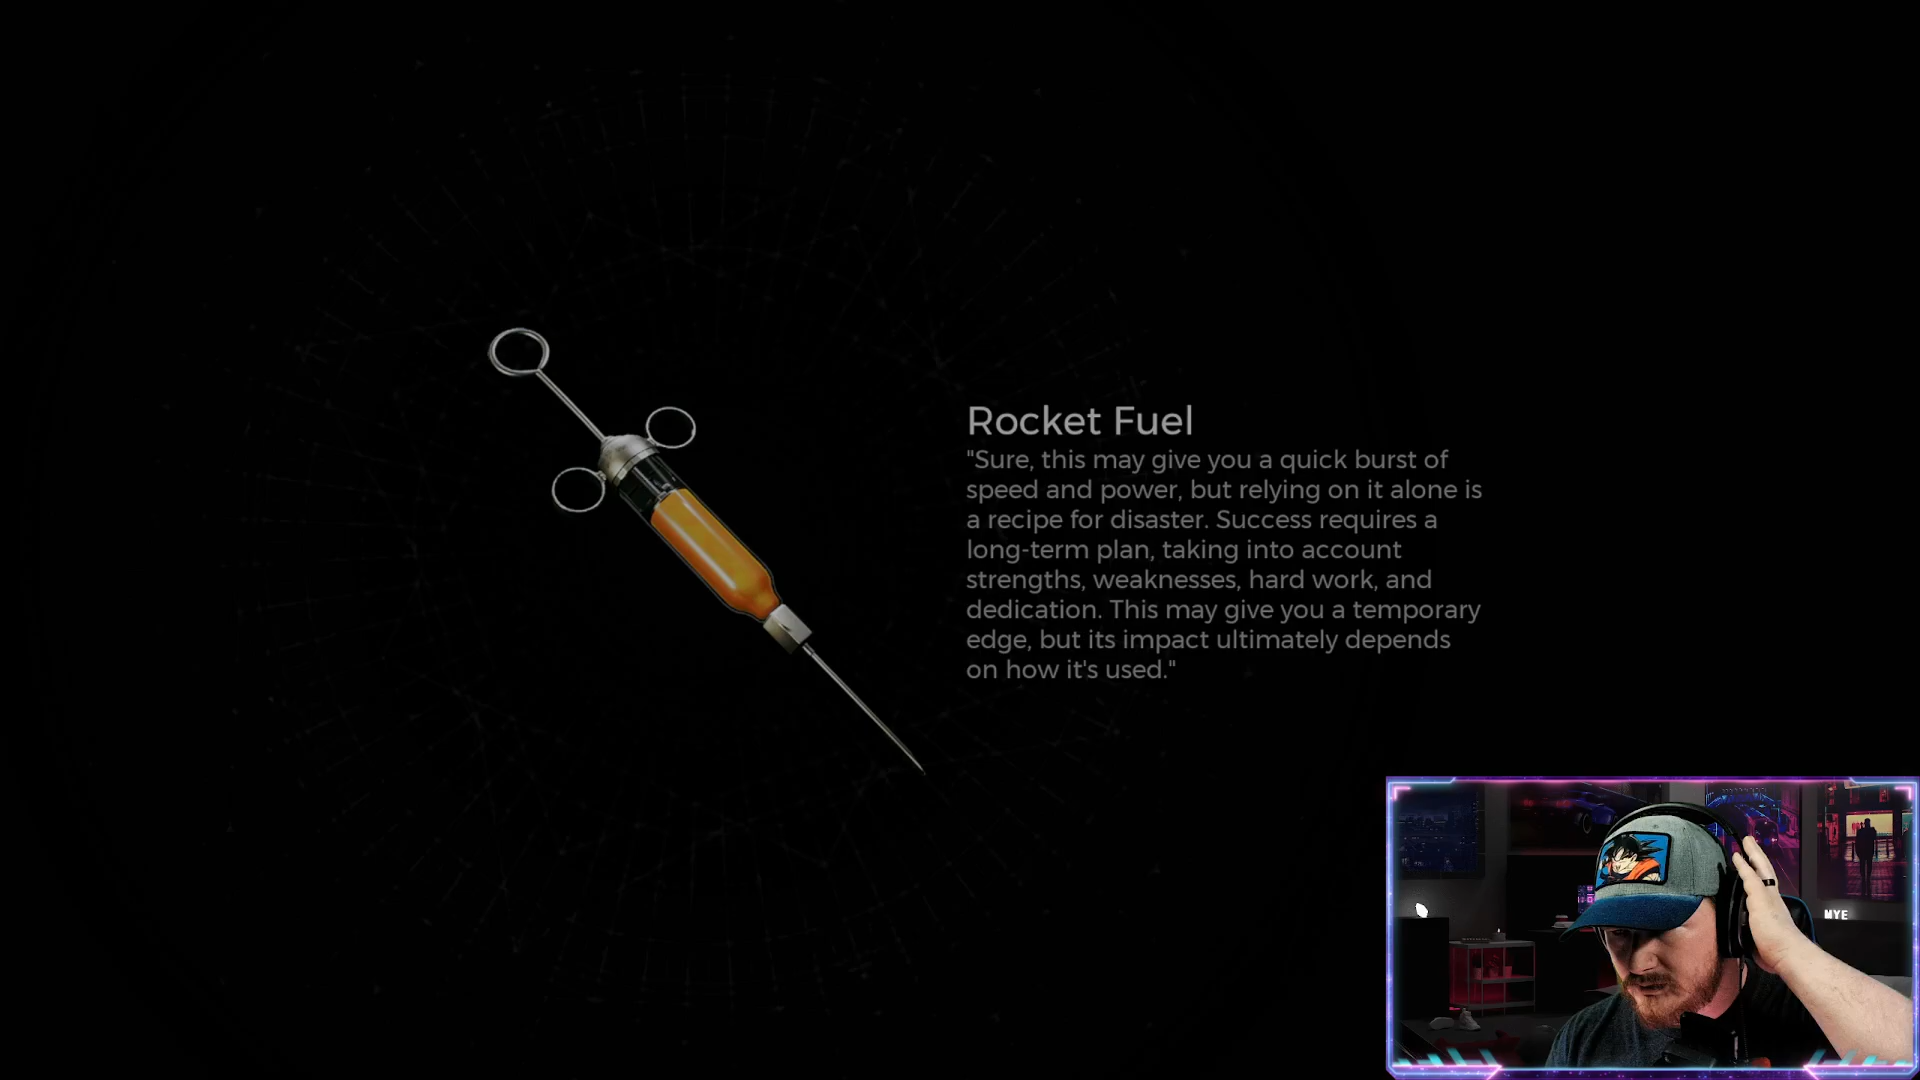 Rocket Fuel
"Sure, this may give you a quick burst of
speed and power, but relying on it alone is
a recipe for disaster. Success requires a
long-term plan, taking into account
strengths, weaknesses, hard work, and
dedication. This may give you a temporary
edge, but its impact ultimately depends
on how it's used."
MYE